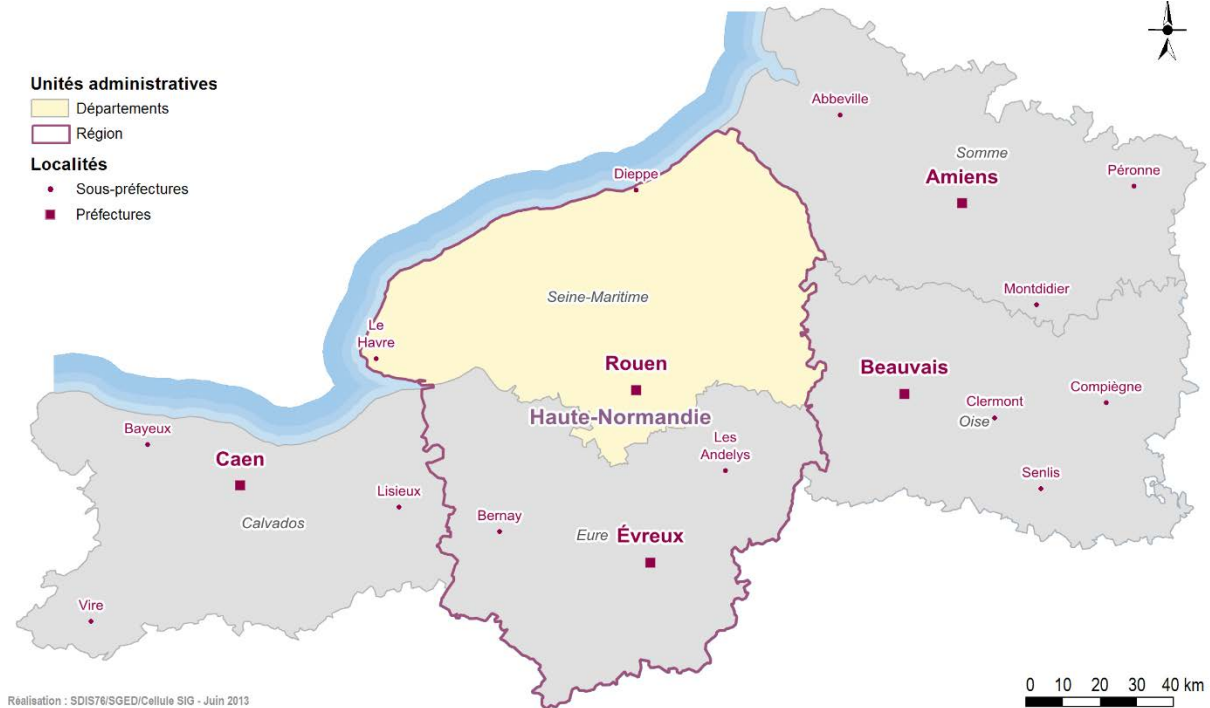 Unités administratives
Départements
Région
Localités
Sous-préfectures
Préfectures
Abbeville
Somme
Amiens
Péronne
Dieppe
Seine-Maritime
Montdidier
Le
Havre
Rouen
Beauvais
Compiègne
Clermont
Oise
Haute-Normandie
Bayeux
Les
Andelys
Caen
Senlis
Lisieux
Calvados
Bernay
Eure
Évreux
Vire
Réalisation : SDIS76/SGED/Cellule SIG - Juin 2013
0 10 20 30 40 km